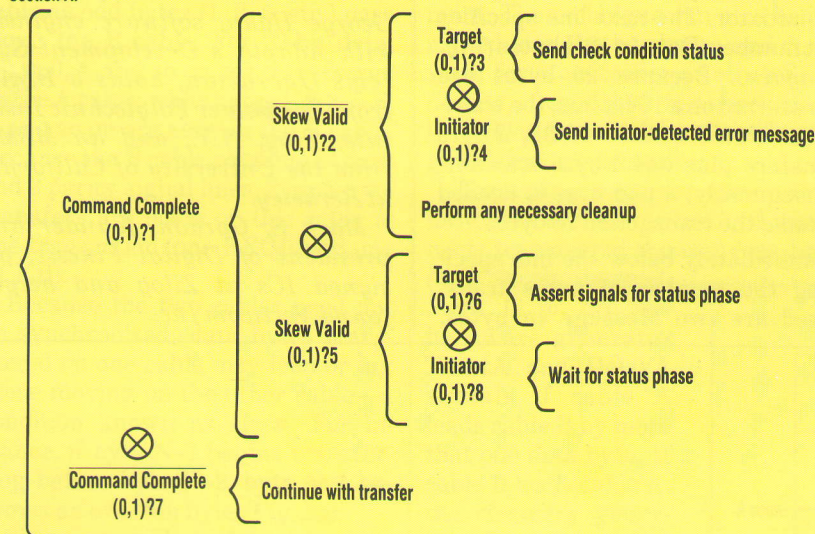 Target
(0,1)?3
Send check condition status
Skew Valid
(0,1)?2
Initiator
(0,1)?4
Send initiator-detected error message
Command Complete
(0,1)?1
Perform any necessary cleanup
Skew Valid
(0,1)?5
Target
(0,1)?6
Assert signals for status phase
Initiator
(0,1)?8
Wait for status phase
Command Complete
(0,1)?7
Continue with transfer